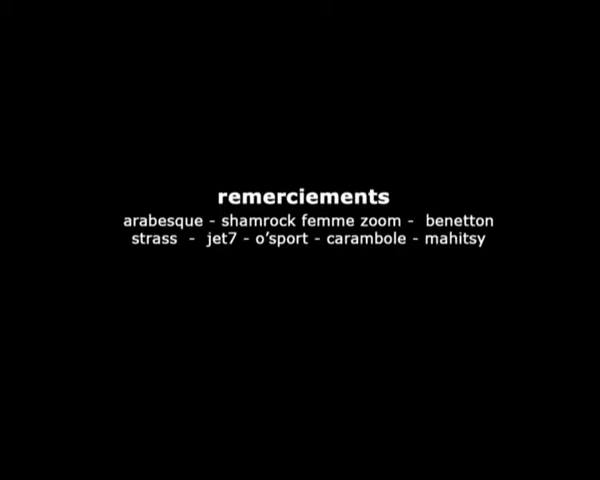 remerciements
arabesque - shamrock femme zoom - benetton
strass - jet7 - o'sport - carambole - mahitsy